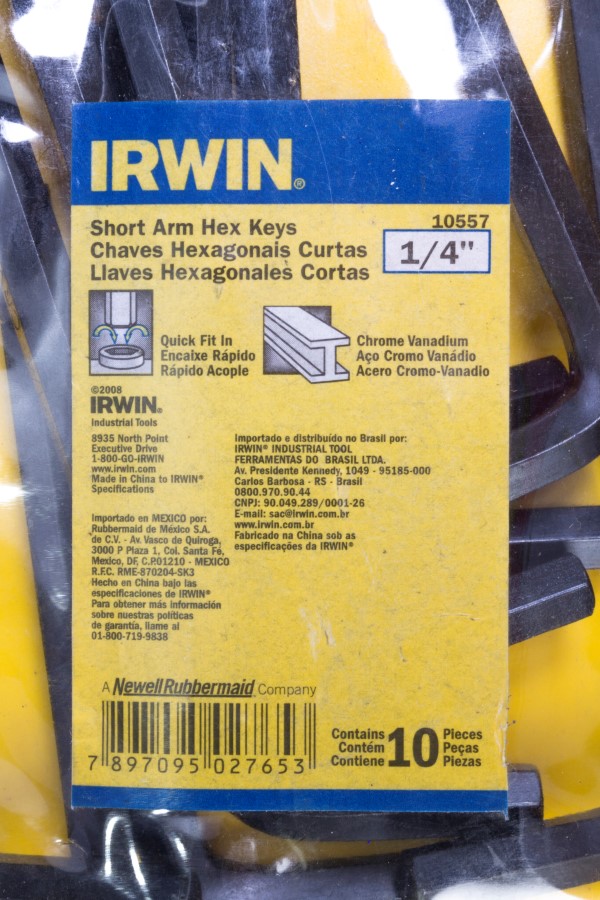 IRWIN®
Short Arm Hex Keys
Chaves Hexagonais Curtas
Llaves Hexagonales Cortas
10557
1/4"
Quick Fit In
Encaixe Rápido
Rápido Acople
Chrome Vanadium
Aço Cromo Vanádio
Acero Cromo-Vanadio
©2008
IRWIN®
Industrial Tools
8935 North Point
Executive Drive
1-800-GO-IRWIN
www.irwin.com
Made in China to IRWIN®
Specifications
Importado en MEXICO por:
Rubbermaid de México S.A.
de C.V. - Av. Vasco de Quiroga,
3000 P Plaza 1, Col. Santa Fé,
Mexico, DF, C.P.01210 - MEXICO
R.F.C. RME-870204-SK3
Hecho en China bajo las
especificaciones de IRWIN®
Para obtener más información
sobre nuestras políticas
de garantía, llame al
01-800-719-9838
Importado e distribuído no Brasil por:
IRWIN® INDUSTRIAL TOOL
FERRAMENTAS DO BRASIL LTDA.
Av. Presidente Kennedy, 1049 - 95185-000
Carlos Barbosa - RS - Brasil
0800.970.90.44
CNPJ: 90.049.289/0001-26
E-mail: sac@irwin.com.br
www.irwin.com.br
Fabricado na China sob as
especificações da IRWIN®
A NewellRubbermaid Company
7 897095 027653
Contains
Contém
Contiene
10
Pieces
Peças
Piezas